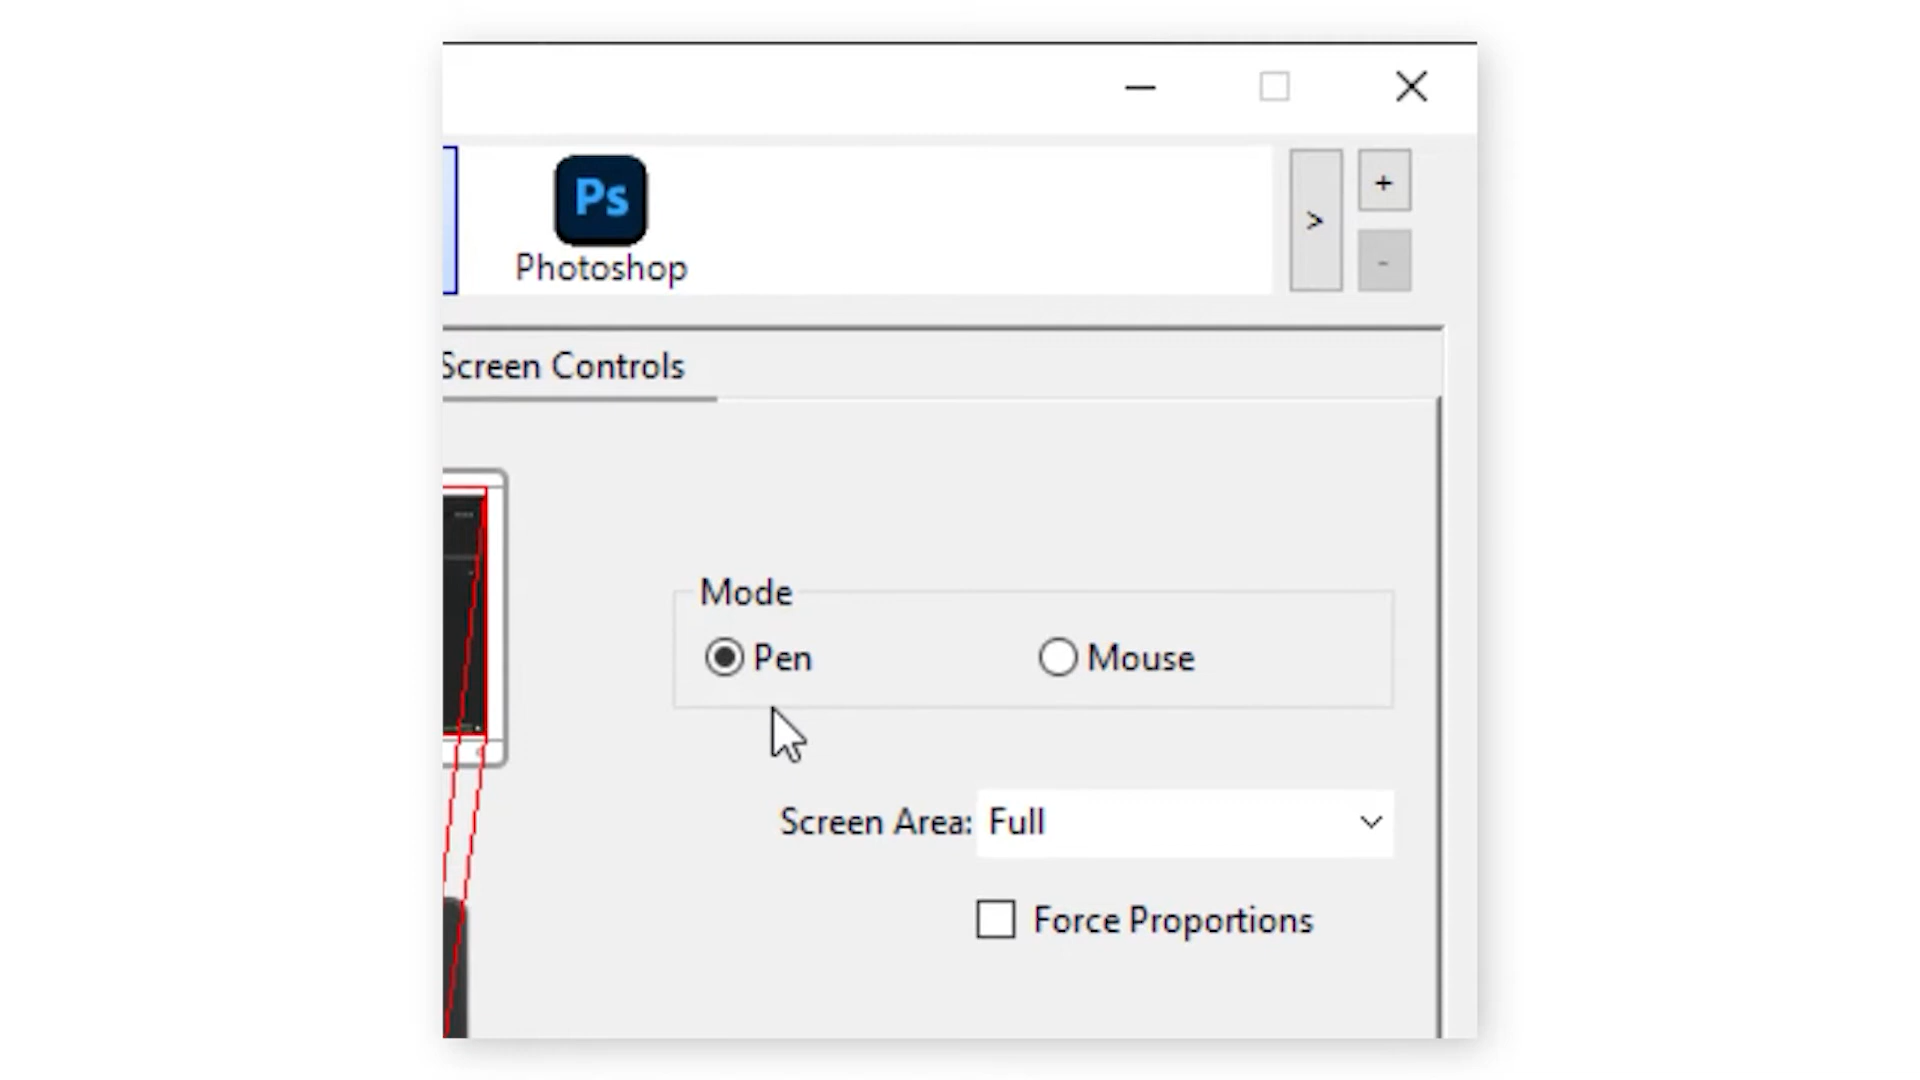 Ps
Photoshop
>
+
-
Screen Controls
Mode
Pen
Mouse
Screen Area: Full
Force Proportions